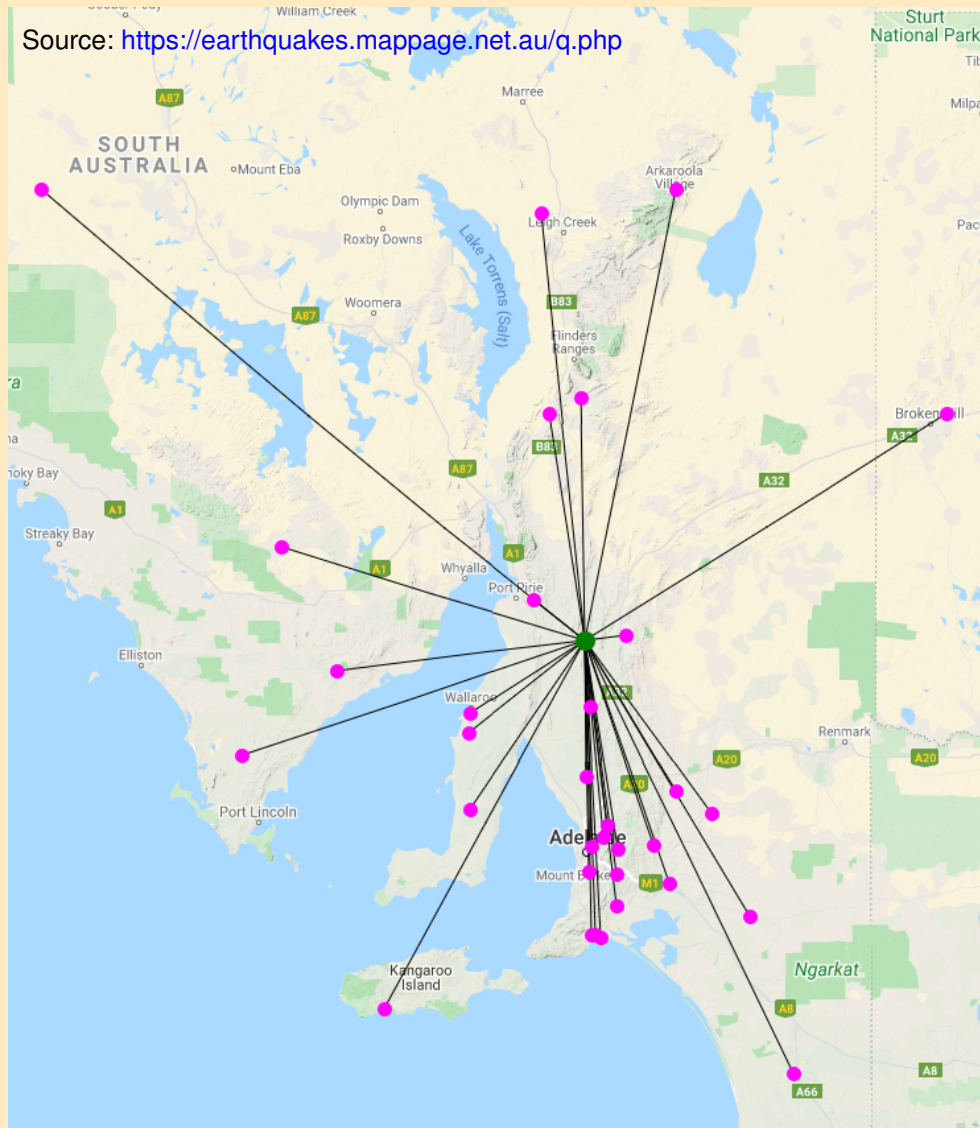 William Creek
Sturt
National Park
Source: https://earthquakes.mappage.net.au/q.php
Marree
A87
SOUTH
AUSTRALIA
Mount Eba
Arkaroola
Village
Olympic Dam
Leigh Creek
Roxby Downs
Lake Torrens (Salt)
Woomera
B83
A87
Flinders
Ranges
Broken Hill
A32
B83
A87
A32
A1
Streaky Bay
A1
Whyalla
A1
Port Pirie
Elliston
Wallaroo
Renmark
A20
A20
A20
Port Lincoln
Adelaide
Mount Barker
M1
Ngarkat
Kangaroo
Island
A8
A8
A66